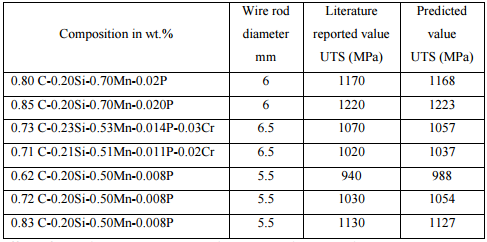 Composition in wt.% Wire rod diameter mm Literature reported value UTS (MPa) Predicted value UTS (MPa)
0.80 C-0.20Si-0.70Mn-0.02P 6 1170 1168
0.85 C-0.20Si-0.70Mn-0.020P 6 1220 1223
0.73 C-0.23Si-0.53Mn-0.014P-0.03Cr 6.5 1070 1057
0.71 C-0.21Si-0.51Mn-0.011P-0.02Cr 6.5 1020 1037
0.62 C-0.20Si-0.50Mn-0.008P 5.5 940 988
0.72 C-0.20Si-0.50Mn-0.008P 5.5 1030 1054
0.83 C-0.20Si-0.50Mn-0.008P 5.5 1130 1127